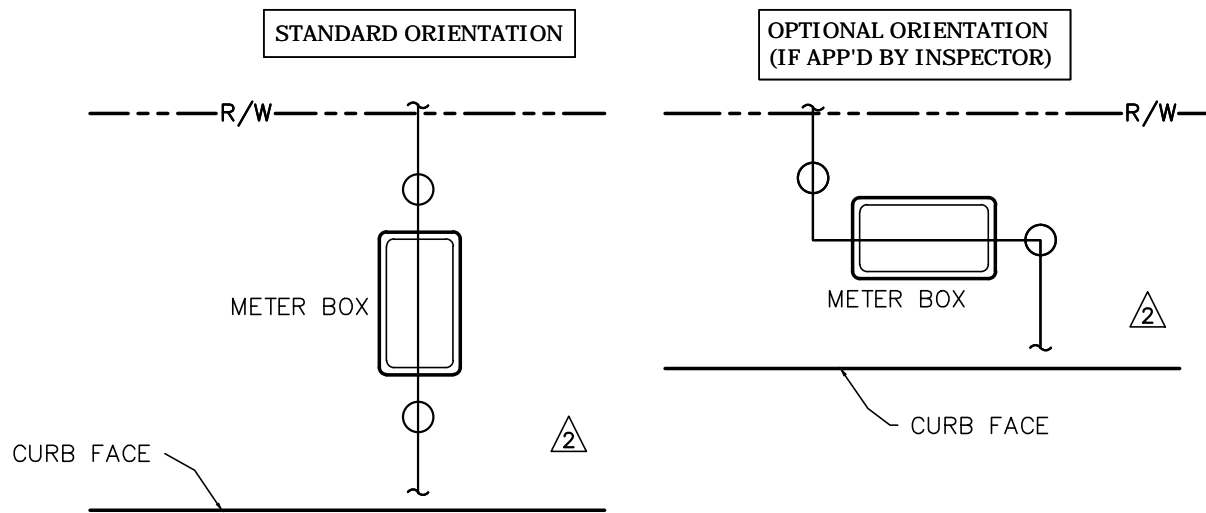 STANDARD ORIENTATION
R/W
METER BOX
2
CURB FACE
OPTIONAL ORIENTATION
(IF APP'D BY INSPECTOR)
R/W
METER BOX
2
CURB FACE